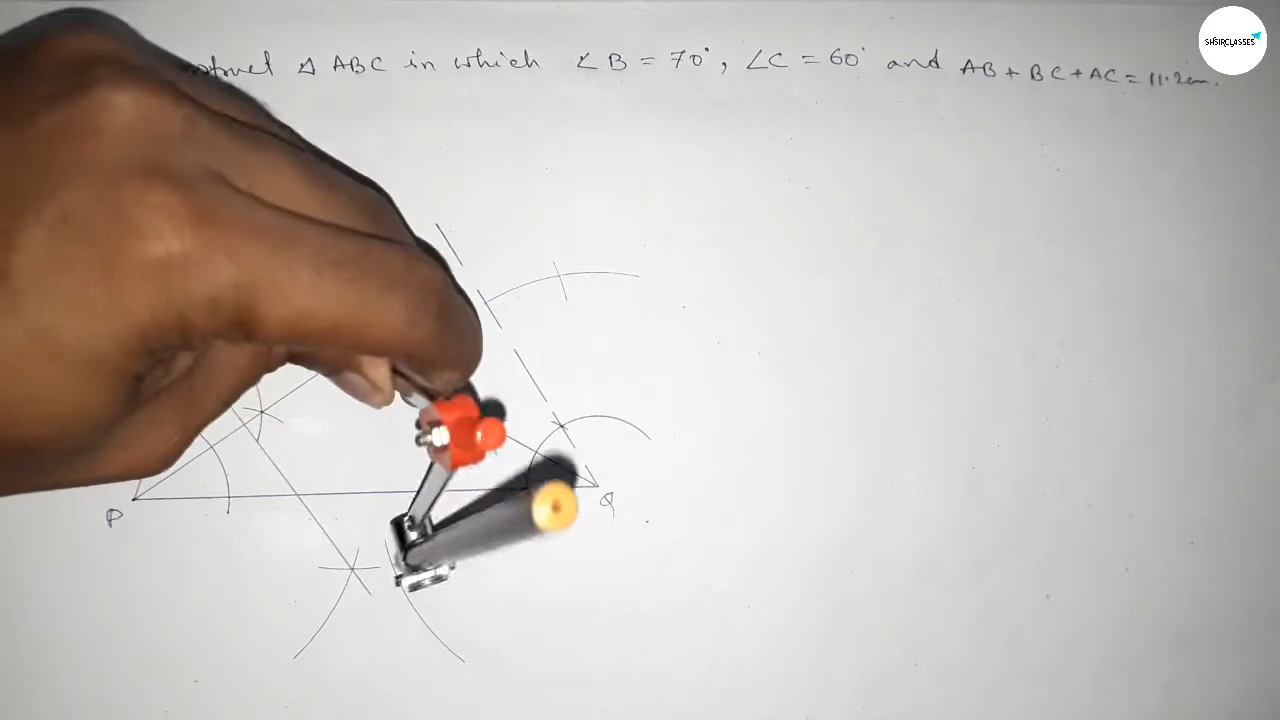 SHSIRCLASSES
△ ABC in which ∠B = 70°, ∠C = 60° and AB + BC + AC = 11.2cm.
P
Q